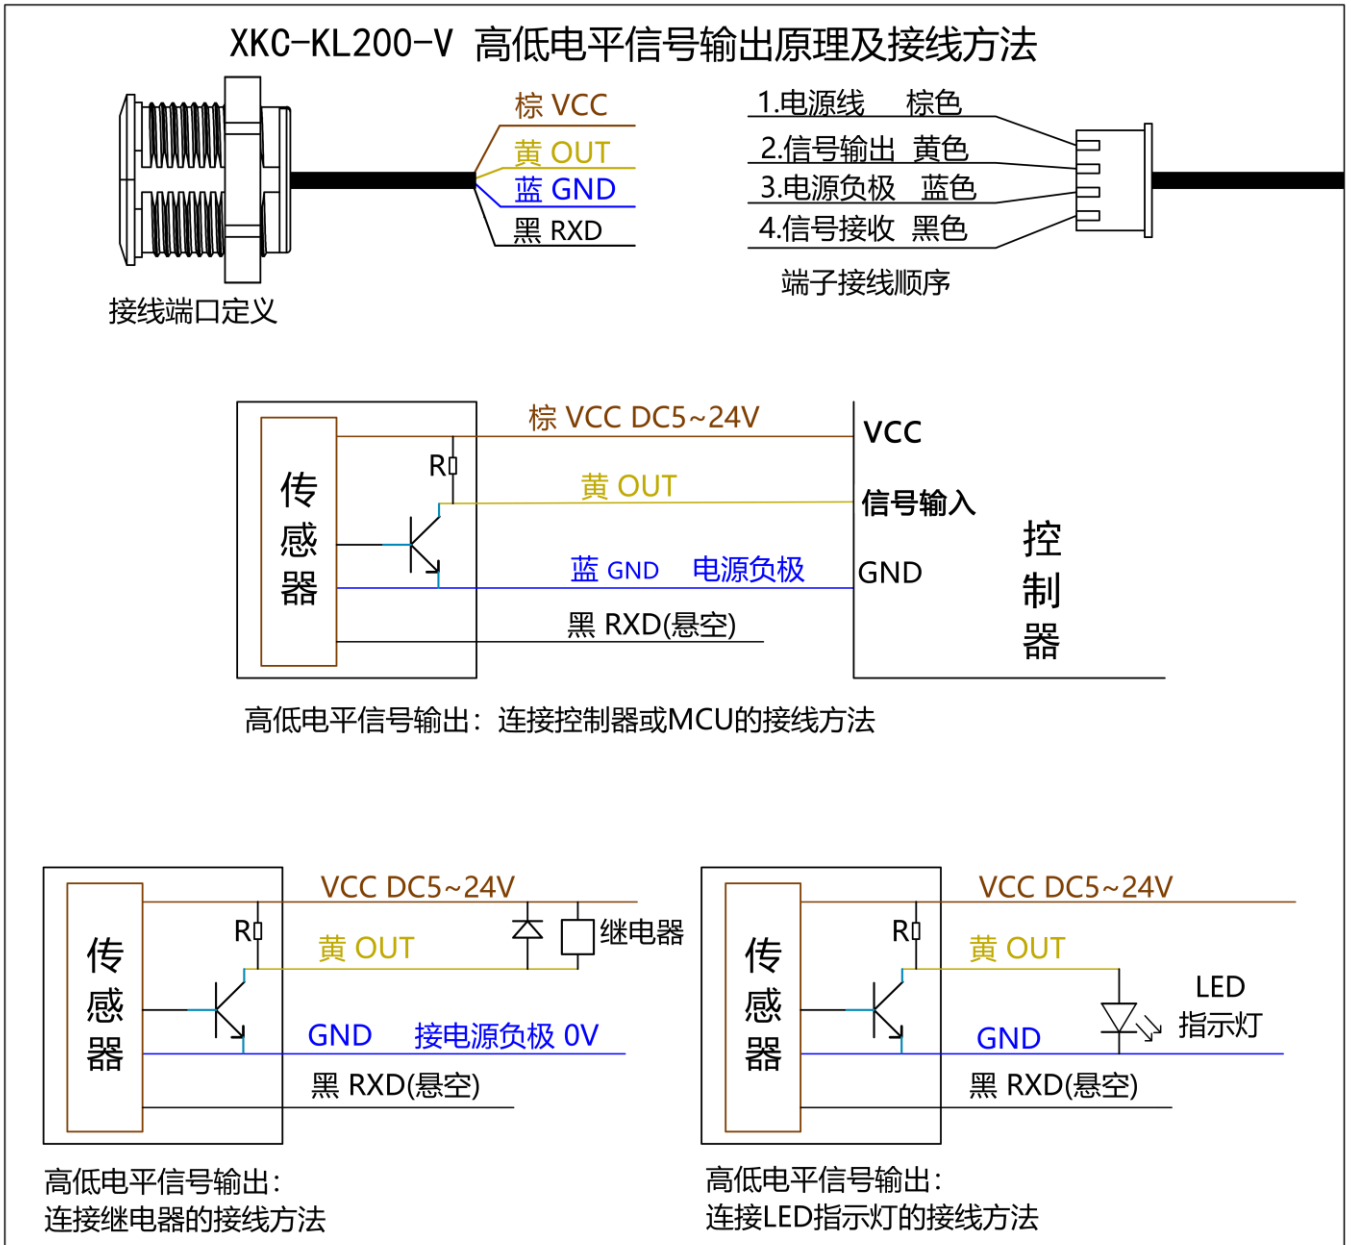 XKC-KL200-V 高低电平信号输出原理及接线方法
棕 VCC
黄 OUT
蓝 GND
黑 RXD
接线端口定义
1.电源线 棕色
2.信号输出 黄色
3.电源负极 蓝色
4.信号接收 黑色
端子接线顺序
传感器
R
棕 VCC DC5~24V
黄 OUT
蓝 GND 电源负极
黑 RXD(悬空)
VCC
信号输入
GND
控制器
高低电平信号输出：连接控制器或MCU的接线方法
传感器
R
VCC DC5~24V
黄 OUT
继电器
GND 接电源负极 0V
黑 RXD(悬空)
高低电平信号输出：
连接继电器的接线方法
传感器
R
VCC DC5~24V
黄 OUT
LED
指示灯
GND
黑 RXD(悬空)
高低电平信号输出：
连接LED指示灯的接线方法